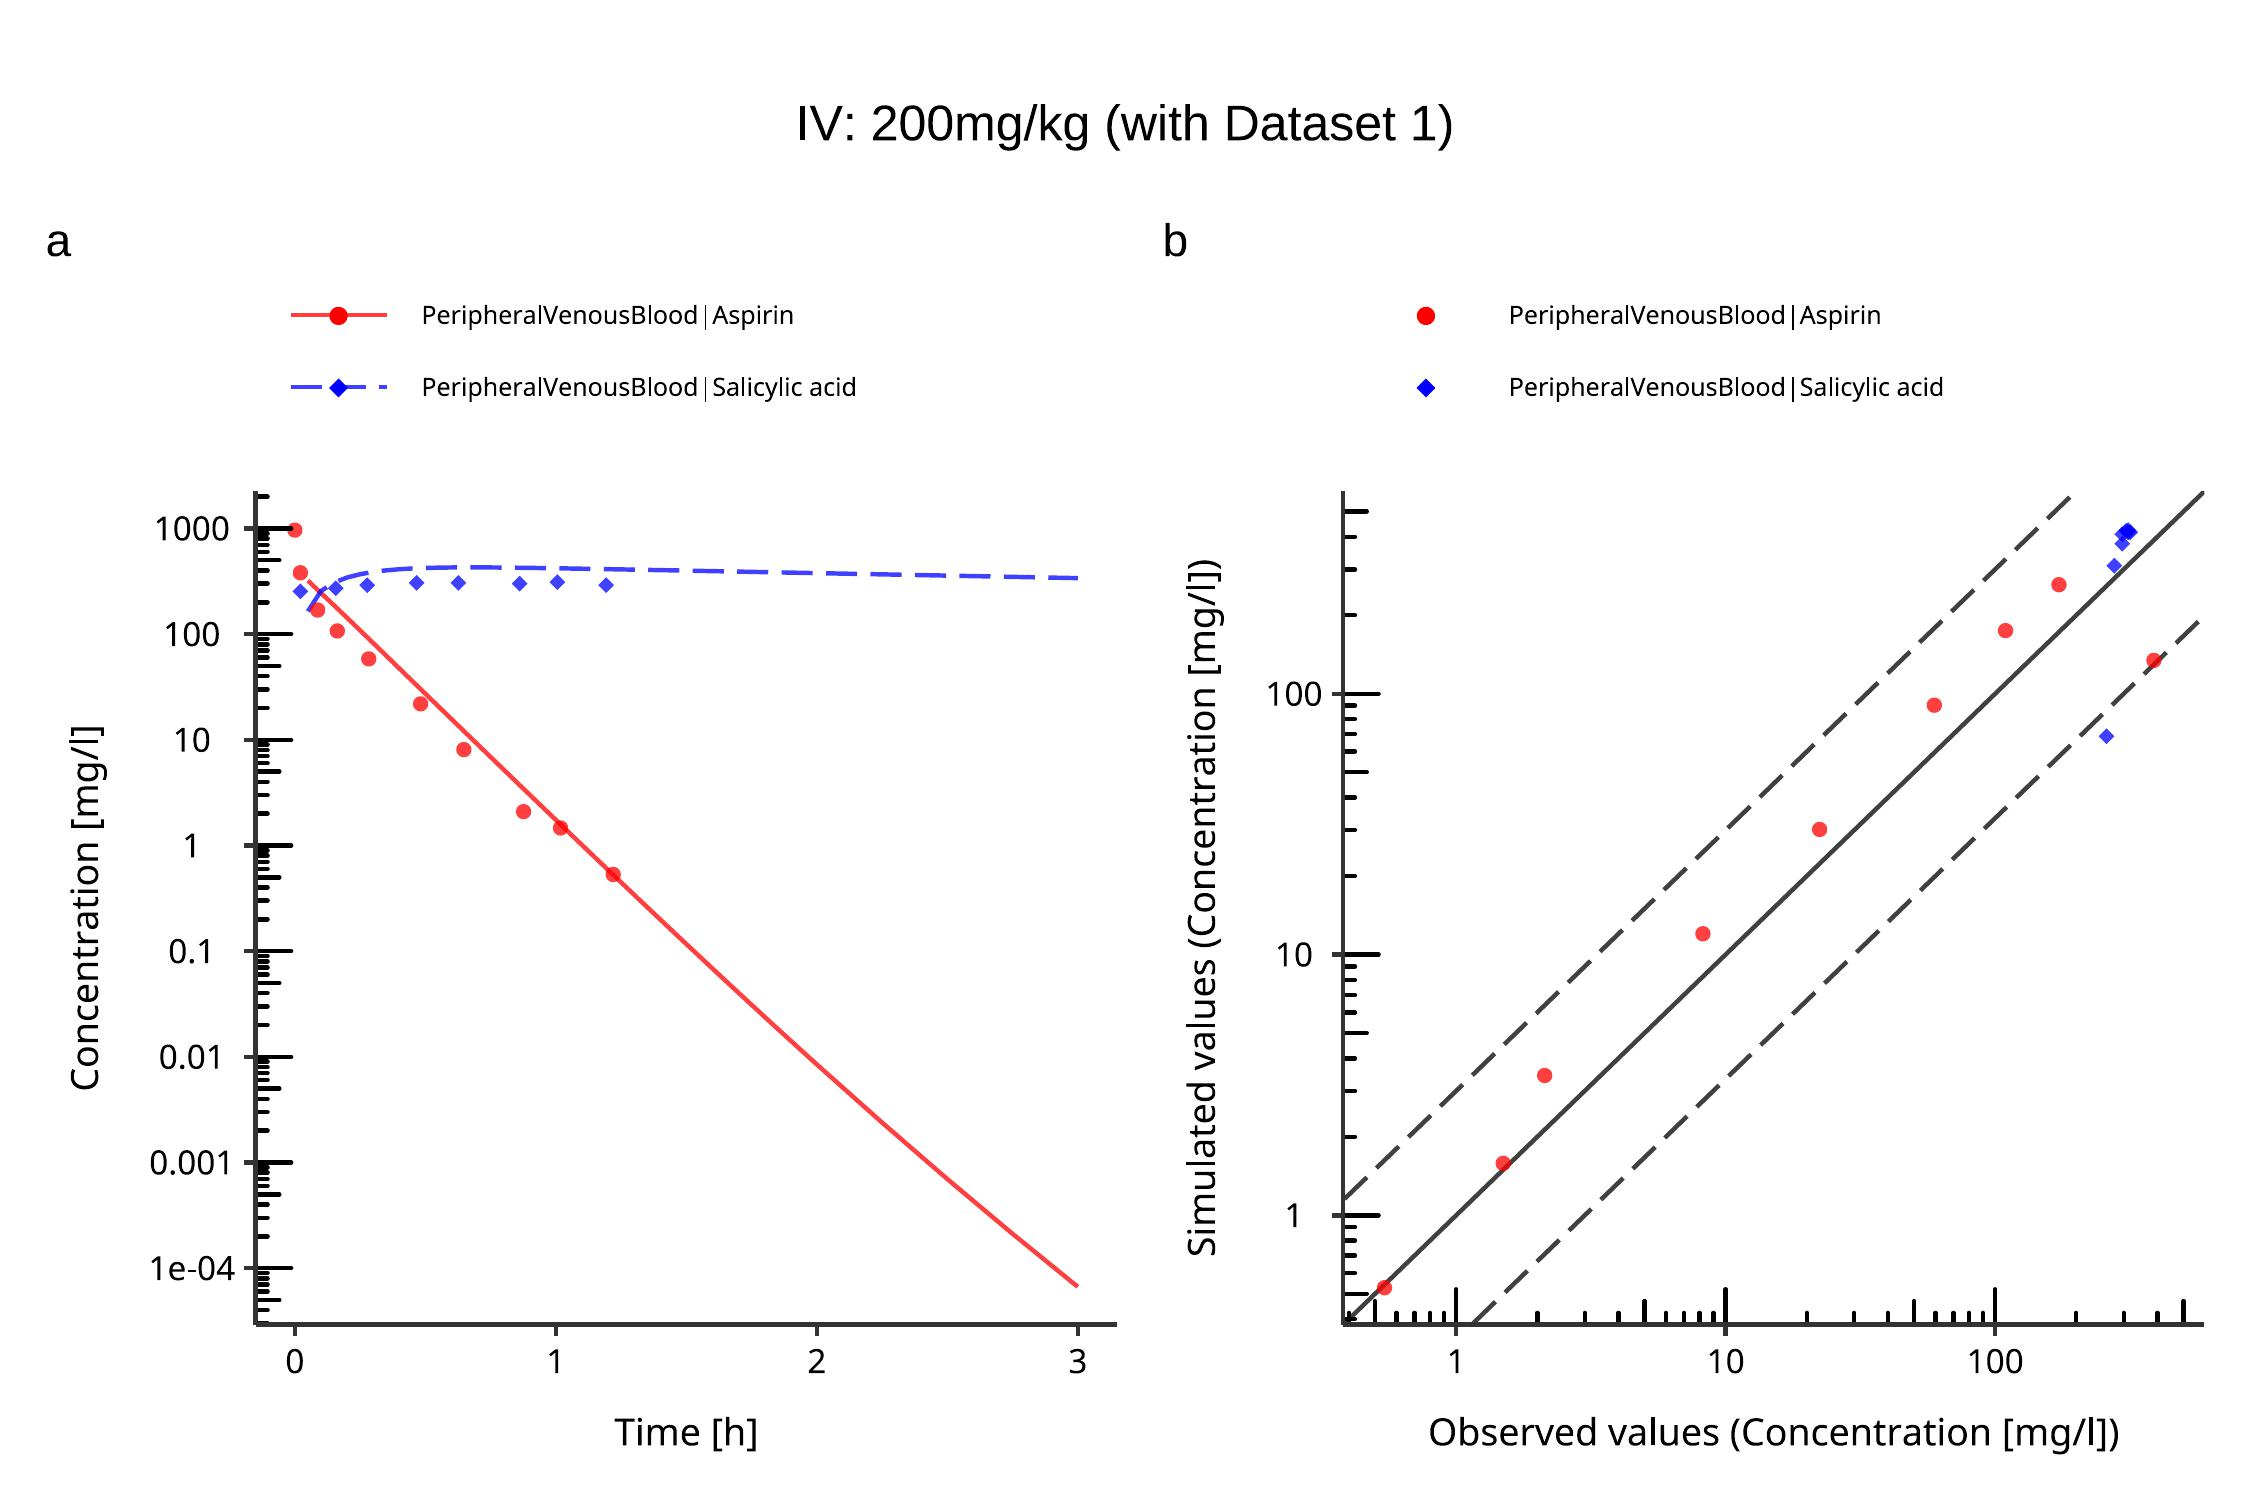 IV: 200mg/kg (with Dataset 1)
a
PeripheralVenousBlood|Aspirin
PeripheralVenousBlood|Salicylic acid
Concentration [mg/l]
1000
100
10
1
0.1
0.01
0.001
1e-04
0
1
2
3
Time [h]
b
PeripheralVenousBlood|Aspirin
PeripheralVenousBlood|Salicylic acid
Simulated values (Concentration [mg/l])
100
10
1
1
10
100
Observed values (Concentration [mg/l])